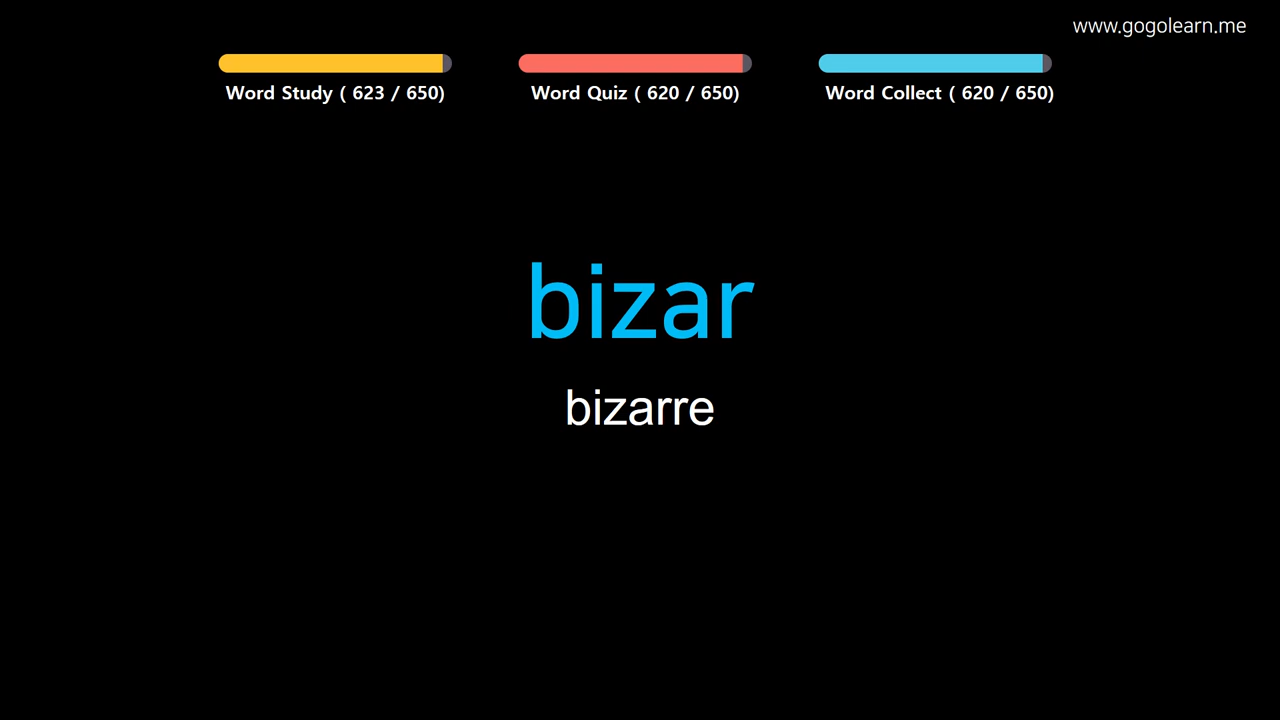 www.gogolearn.me
Word Study ( 623 / 650)
Word Quiz ( 620 / 650)
Word Collect ( 620 / 650)
bizar
bizarre